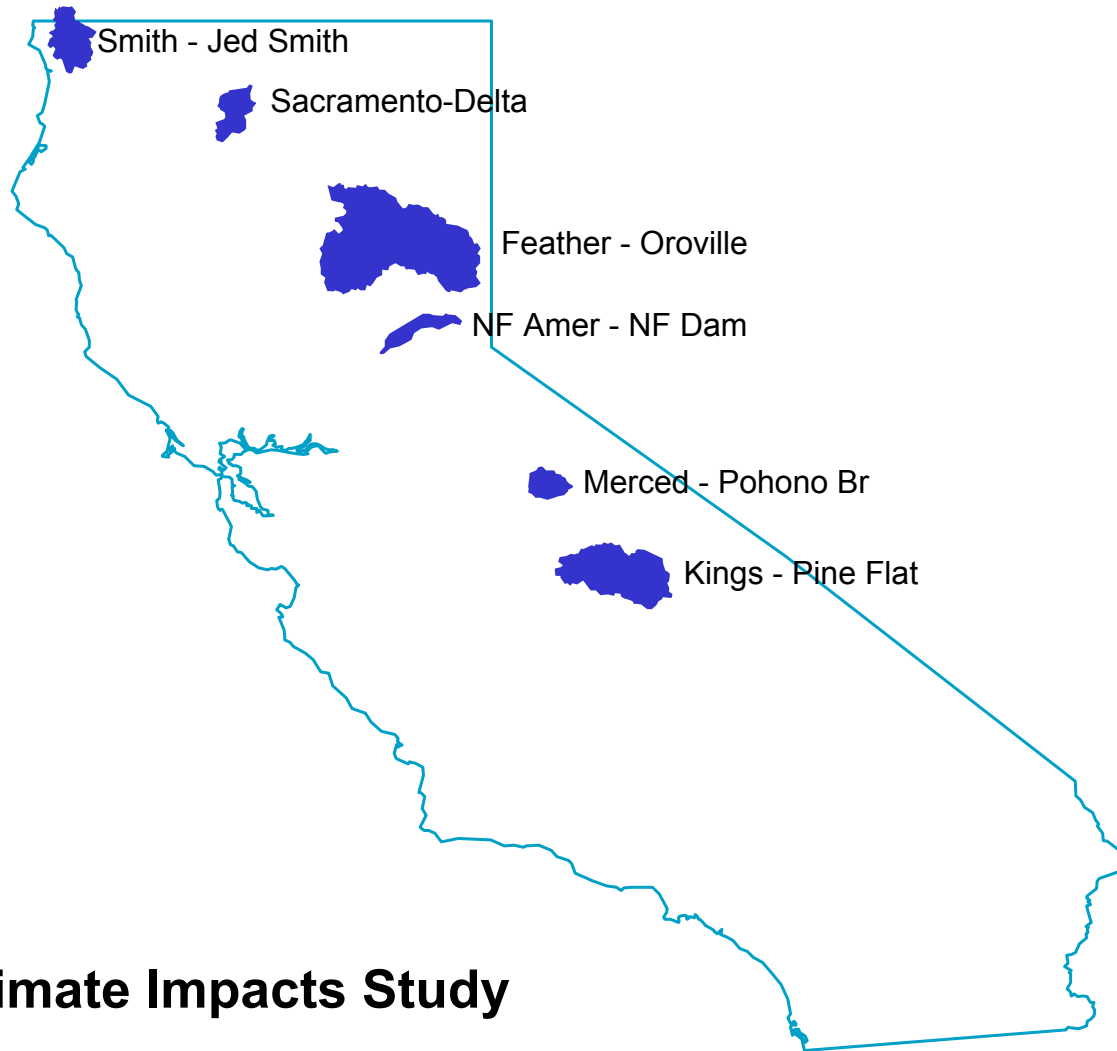 Smith - Jed Smith
Sacramento-Delta
Feather - Oroville
NF Amer - NF Dam
Merced - Pohono Br
Kings - Pine Flat
imate Impacts Study